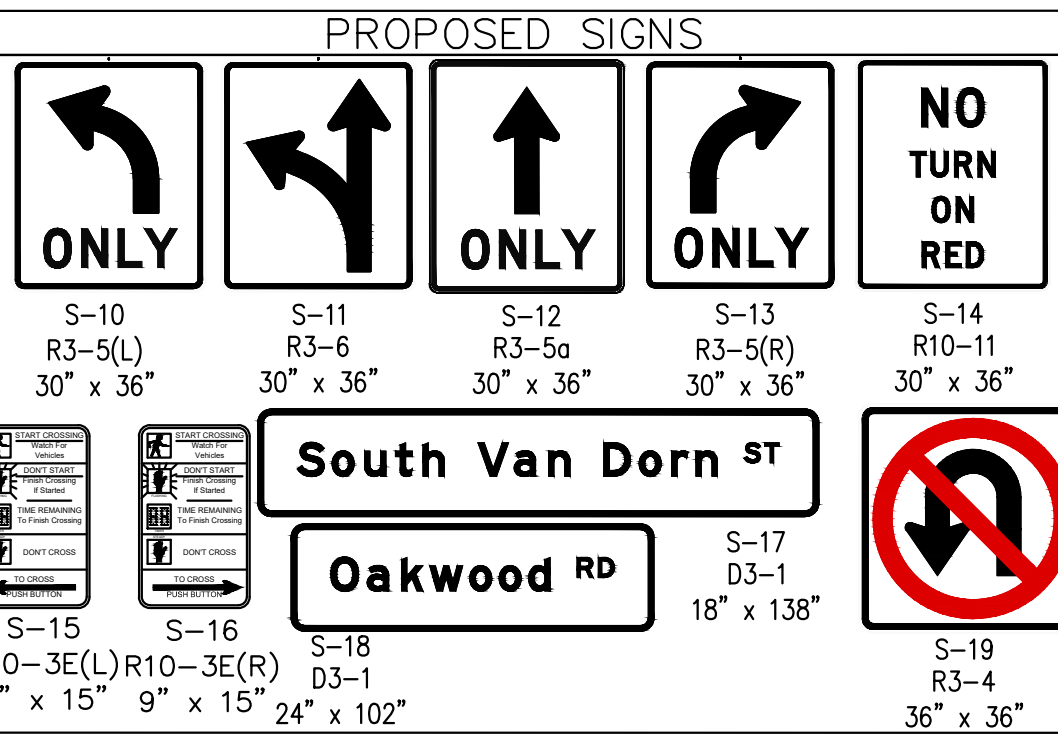 PROPOSED SIGNS
ONLY
ONLY
ONLY
NO
TURN
ON
RED
S-10
R3-5(L)
30" x 36"
S-11
R3-6
30" x 36"
S-12
R3-5a
30" x 36"
S-13
R3-5(R)
30" x 36"
S-14
R10-11
30" x 36"
START CROSSING
Watch For
Vehicles
DON'T START
Finish Crossing
If Started
TIME REMAINING
To Finish Crossing
DON'T CROSS
TO CROSS
PUSH BUTTON
S-15
0-3E(L)
" x 15"
START CROSSING
Watch For
Vehicles
DON'T START
Finish Crossing
If Started
TIME REMAINING
To Finish Crossing
DON'T CROSS
TO CROSS
PUSH BUTTON
S-16
R10-3E(R)
9" x 15"
South Van Dorn ST
S-17
D3-1
18" x 138"
Oakwood RD
S-18
D3-1
24" x 102"
S-19
R3-4
36" x 36"